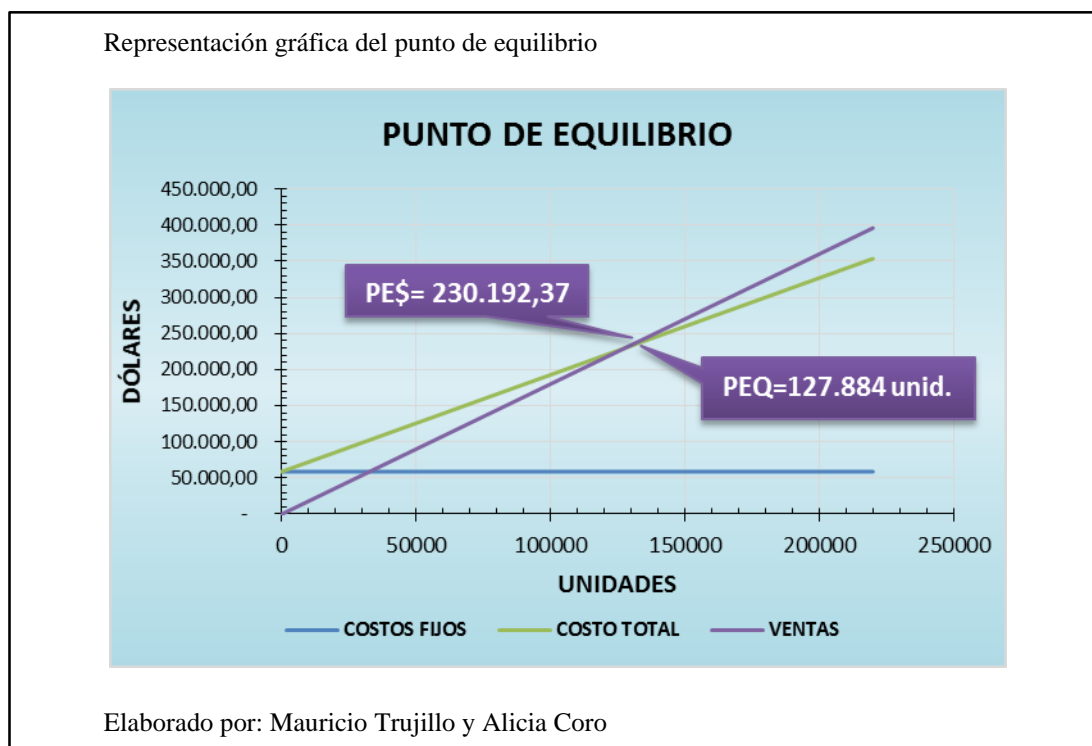 Representación gráfica del punto de equilibrio
PUNTO DE EQUILIBRIO
450.000,00
400.000,00
350.000,00
300.000,00
250.000,00
200.000,00
150.000,00
100.000,00
50.000,00
-
DÓLARES
PE$= 230.192,37
PEQ=127.884 unid.
0 50000 100000 150000 200000 250000
UNIDADES
COSTOS FIJOS COSTO TOTAL VENTAS
Elaborado por: Mauricio Trujillo y Alicia Coro